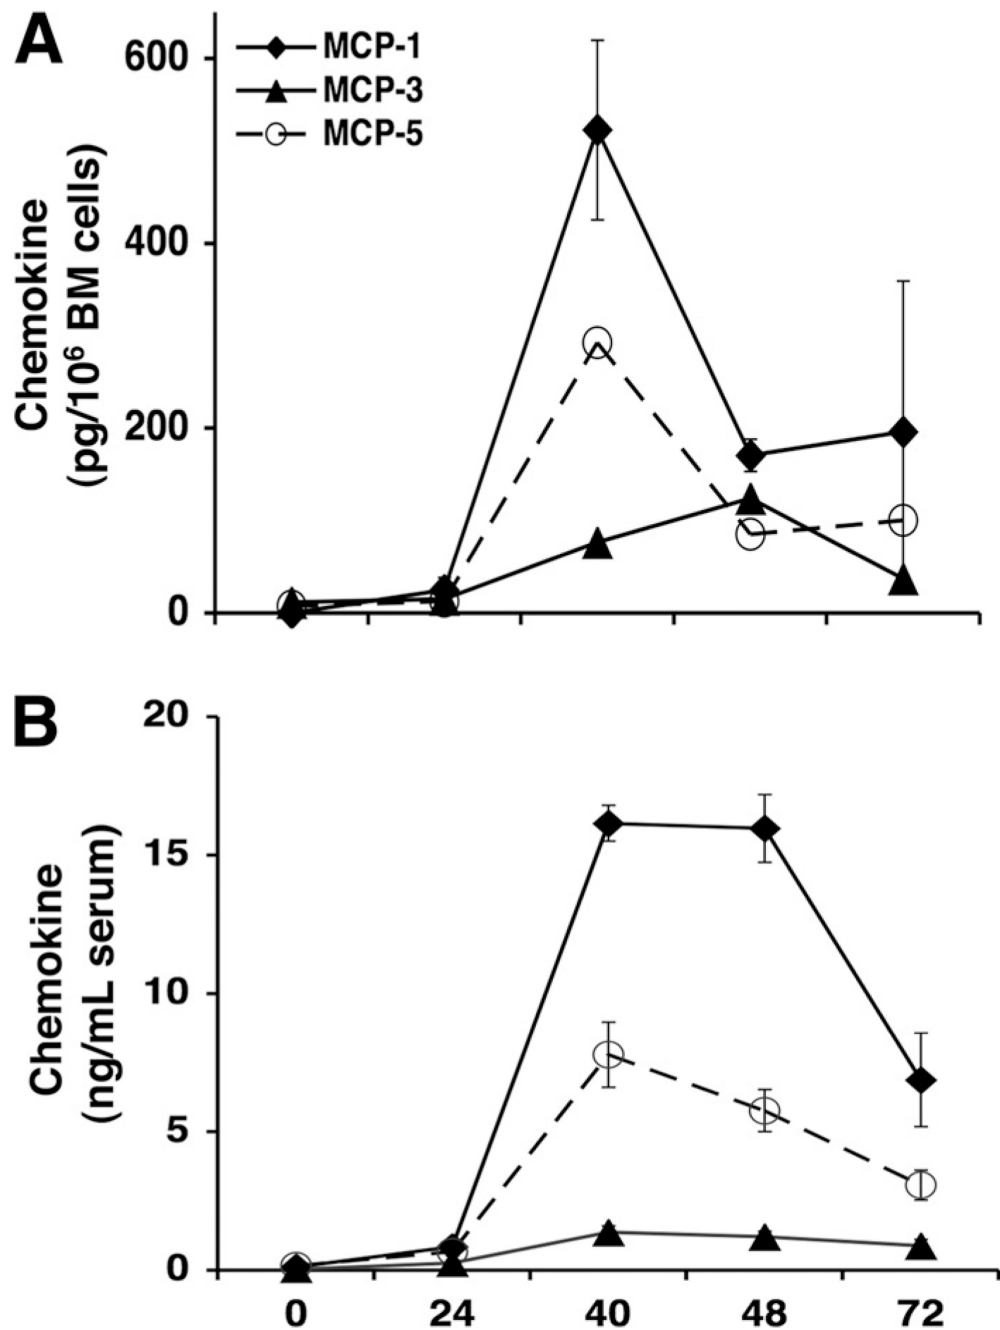 A
MCP-1
MCP-3
MCP-5
600
400
200
0
Chemokine
(pg/10⁶ BM cells)
B
20
15
10
5
0
Chemokine
(ng/mL serum)
0 24 40 48 72